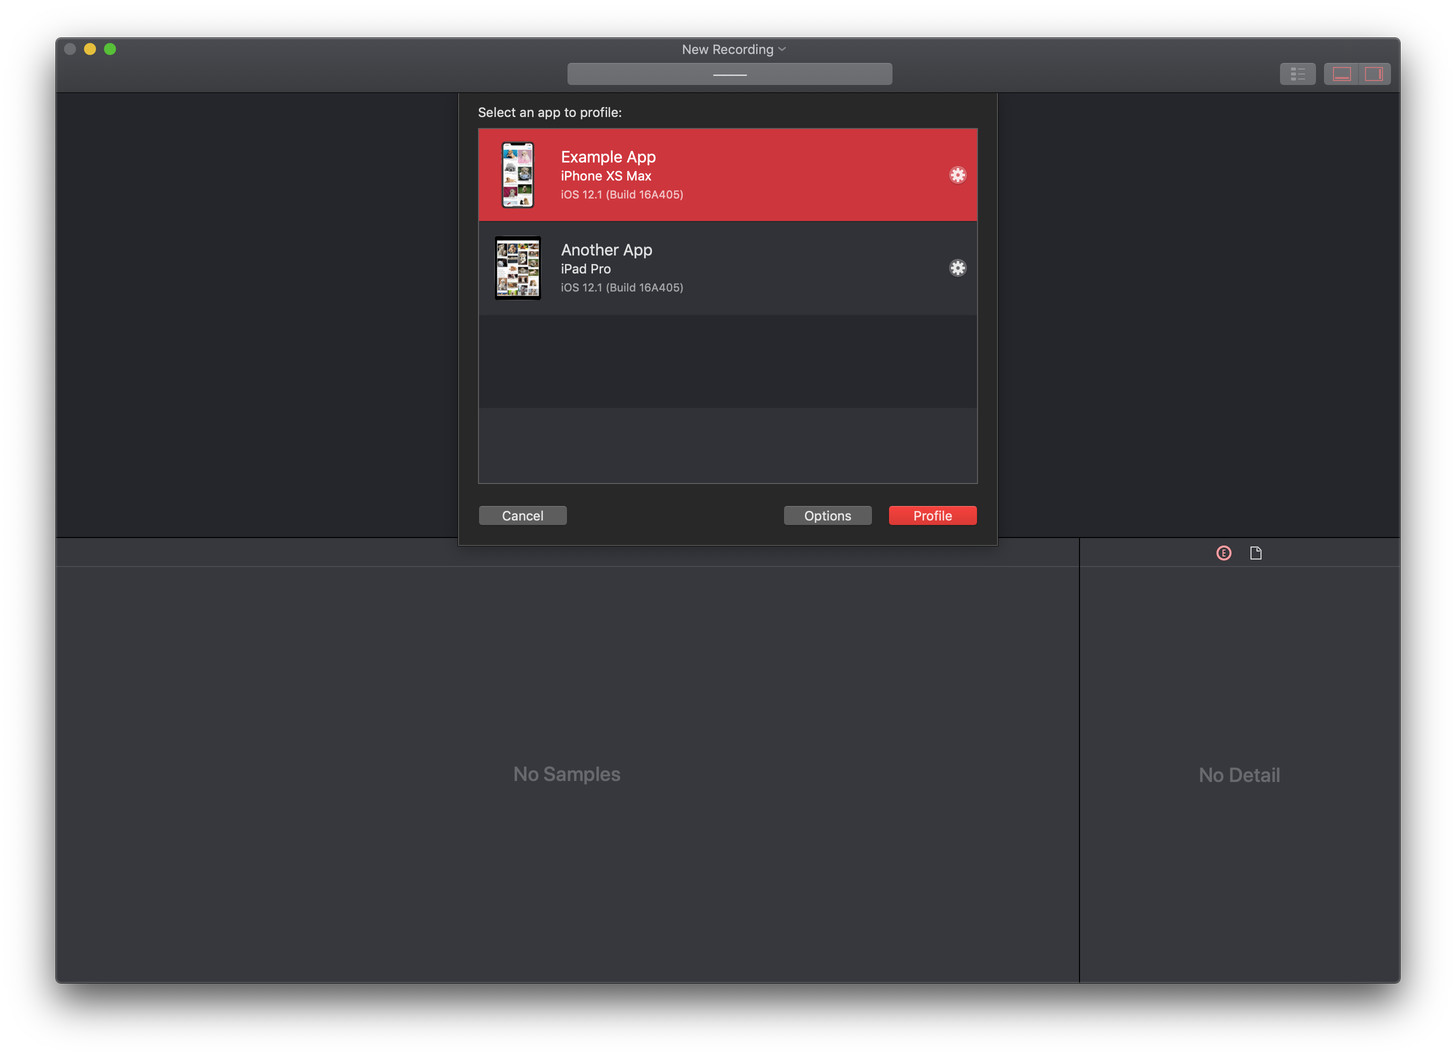 New Recording
Select an app to profile:
Example App
iPhone XS Max
iOS 12.1 (Build 16A405)
Another App
iPad Pro
iOS 12.1 (Build 16A405)
Cancel
Options
Profile
E
No Samples
No Detail